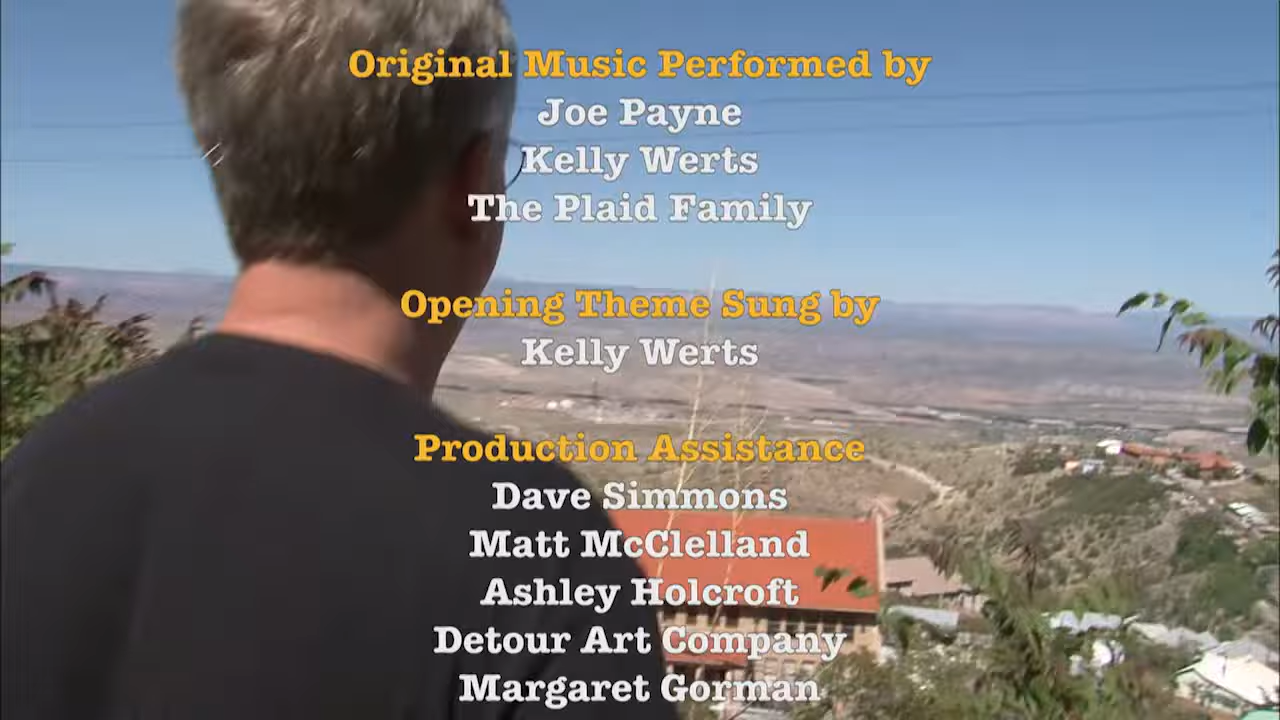 Original Music Performed by
Joe Payne
Kelly Werts
The Plaid Family
Opening Theme Sung by
Kelly Werts
Production Assistance
Dave Simmons
Matt McClelland
Ashley Holcroft
Detour Art Company
Margaret Gorman